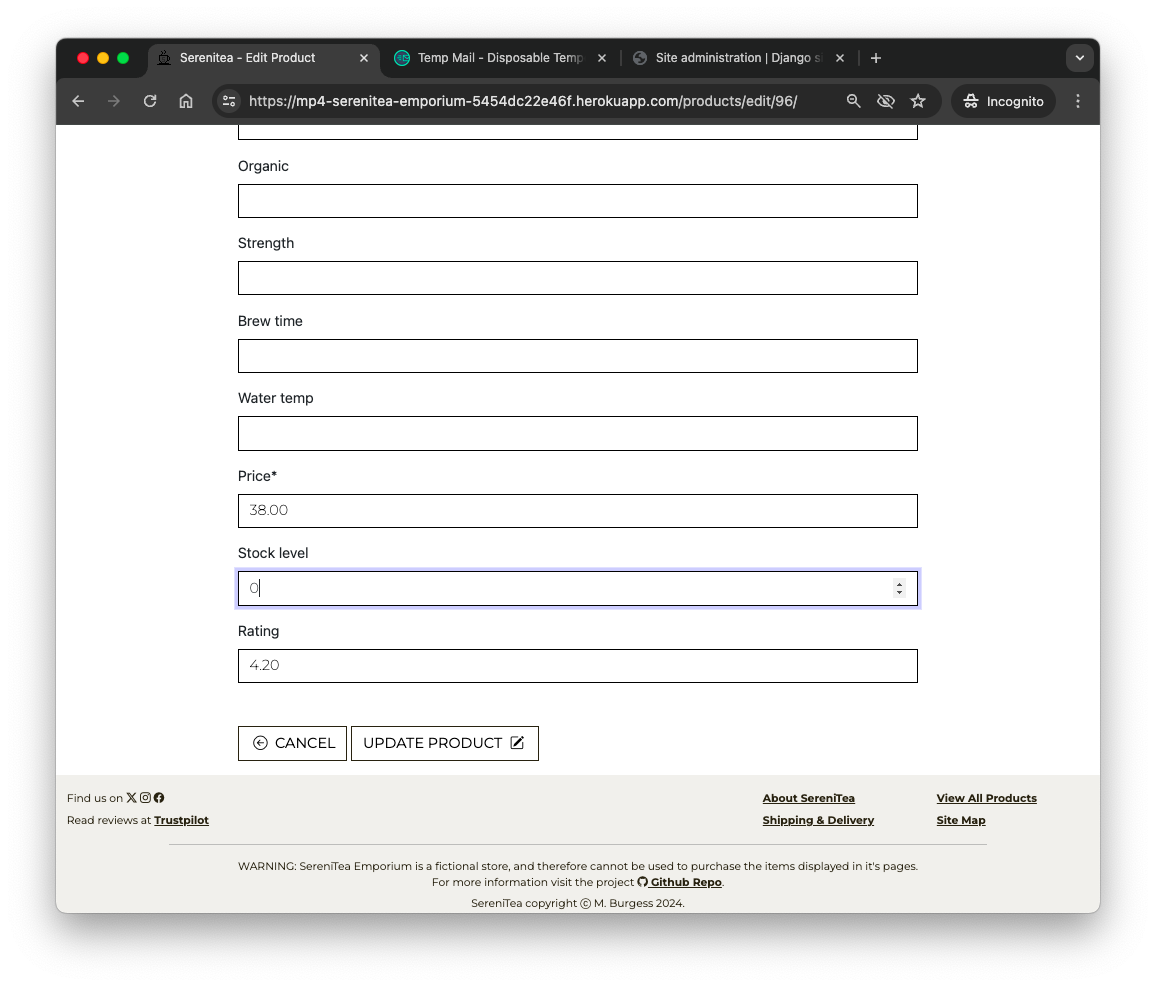 Serenitea - Edit Product
Temp Mail - Disposable Temp
Site administration | Django s
https://mp4-serenitea-emporium-5454dc22e46f.herokuapp.com/products/edit/96/
Incognito
Organic
Strength
Brew time
Water temp
Price*
38.00
Stock level
0
Rating
4.20
CANCEL
UPDATE PRODUCT
Find us on
Read reviews at Trustpilot
About SereniTea
Shipping & Delivery
View All Products
Site Map
WARNING: SereniTea Emporium is a fictional store, and therefore cannot be used to purchase the items displayed in it's pages.
For more information visit the project Github Repo.
SereniTea copyright © M. Burgess 2024.